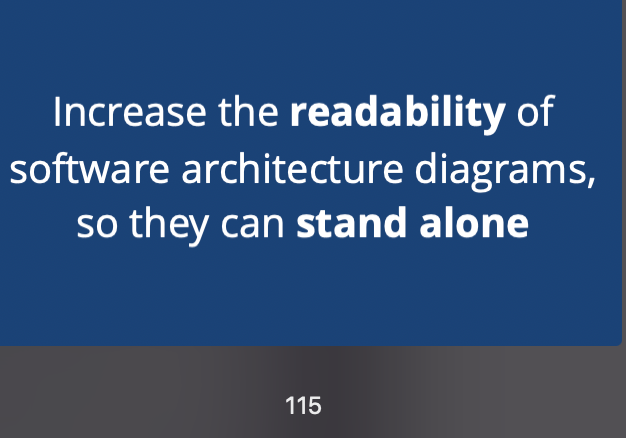 Increase the readability of
software architecture diagrams,
so they can stand alone
115